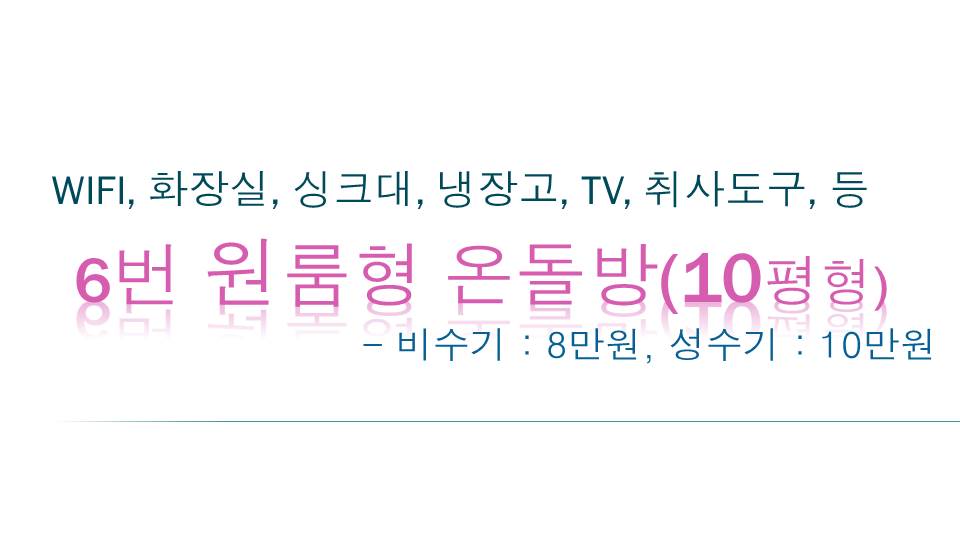 WIFI, 화장실, 싱크대, 냉장고, TV, 취사도구, 등
6번 원룸형 온돌방(10평형)
– 비수기 : 8만원, 성수기 : 10만원